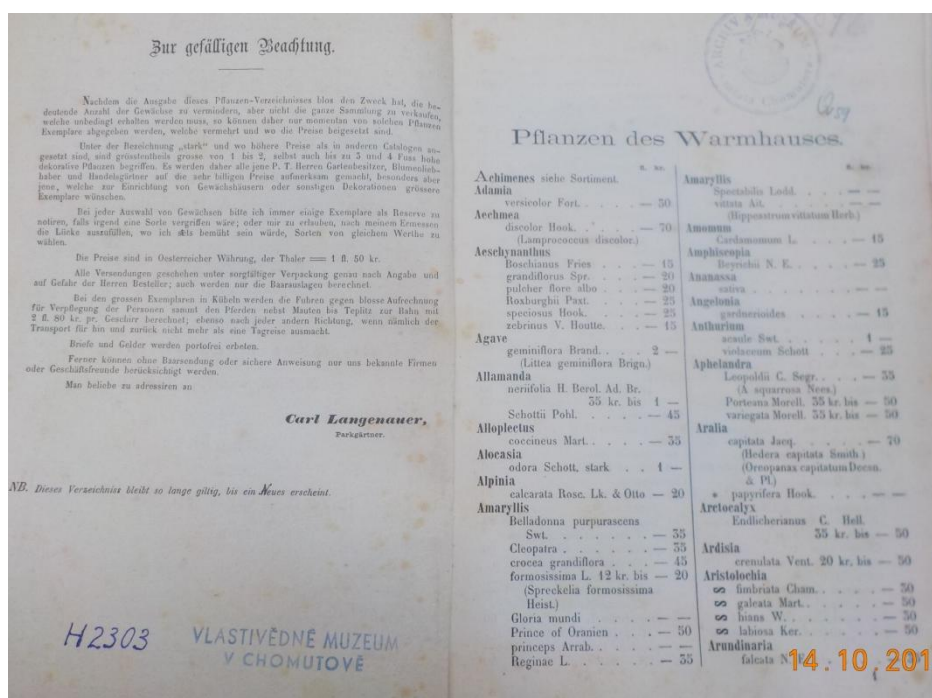 Zur gefälligen Beachtung.
Nachdem die Ausgabe dieses Pflanzen-Verzeichnisses blos den Zweck hat, die be-
deutende Anzahl der Gewächse zu vermindern, aber nicht die ganze Sammlung zu verkaufen,
welche unbedingt erhalten werden muss, so können daher nur momentan von solchen Pflanzen
Exemplare abgegeben werden, welche vermehrt und wo die Preise beigesetzt sind.
Unter der Bezeichnung „stark" und wo höhere Preise als in anderen Catalogen an-
gesetzt sind, sind grösstentheils grosse von 1 bis 2, selbst auch bis zu 3 und 4 Fuss hohe
dekorative Pflanzen begriffen. Es werden daher alle jene P. T. Herren Gartenbesitzer, Blumenlieb-
haber und Handelsgärtner auf die sehr billigen Preise aufmerksam gemacht, besonders aber
jene, welche zur Einrichtung von Gewächshäusern oder sonstigen Dekorationen grössere
Exemplare wünschen.
Bei jeder Auswahl von Gewächsen bitte ich immer einige Exemplare als Reserve zu
notiren, falls irgend eine Sorte vergriffen wäre; oder mir zu erlauben, nach meinem Ermessen
die Lücke auszufüllen, wo ich stets bemüht sein würde, Sorten von gleichem Werthe zu
wählen.
Die Preise sind in Oesterreicher Währung, der Thaler = 1 fl. 50 kr.
Alle Versendungen geschehen unter sorgfältiger Verpackung genau nach Angabe und
auf Gefahr der Herren Besteller; auch werden nur die Baarauslagen berechnet.
Bei den grossen Exemplaren in Kübeln werden die Fuhren gegen blosse Aufrechnung
für Verpflegung der Personen sammt den Pferden nebst Mauten bis Teplitz zur Bahn mit
2 fl. 80 kr. pr. Geschirr berechnet; ebenso nach jeder andern Richtung, wenn nämlich der
Transport für hin und zurück nicht mehr als eine Tagreise ausmacht.
Briefe und Gelder werden portofrei erbeten.
Ferner können ohne Baarsendung oder sichere Anweisung nur uns bekannte Firmen
oder Geschäftsfreunde berücksichtigt werden.
Man beliebe zu adressiren an
Carl Langenauer,
Parkgärtner.
NB. Dieses Verzeichniss bleibt so lange giltig, bis ein Neues erscheint.
H2303
VLASTIVĚDNÉ MUZEUM
V CHOMUTOVĚ
Pflanzen des Warmhauses.
fl. kr.
Achimenes siehe Sortiment.
Adamia
versicolor Fort. . . . . — 50
Aechmea
discolor Hook. . . . . — 70
(Lamprococcus discolor.)
Aeschynanthus
Boschianus Fries . . . — 15
grandiflorus Spr. . . . — 20
pulcher flore albo . . . — 20
Roxburghii Paxt. . . . — 25
speciosus Hook. . . . — 25
zebrinus V. Houtte. . . — 15
Agave
geminiflora Brand. . . 2 —
(Littea geminiflora Brign.)
Allamanda
neriifolia H. Berol. Ad. Br.
35 kr. bis 1 —
Schottii Pohl. . . . . — 45
Alloplectus
coccineus Mart. . . . . — 35
Alocasia
odora Schott, stark . . 1 —
Alpinia
calcarata Rosc. Lk. & Otto — 20
Amaryllis
Belladonna purpurascens
Swt. . . . . . . — 35
Cleopatra . . . . . . — 35
crocea grandiflora . . . — 45
formosissima L. 12 kr. bis — 20
(Spreckelia formosissima
Heist.)
Gloria mundi . . . . — —
Prince of Oranien . . . — 50
princeps Arrab. . . . . — —
Reginae L. . . . . . — 35
fl. kr.
Amaryllis
Spectabilis Lodd. . . . — —
vittata Ait. . . . . . — —
(Hippeastrum vittatum Herb.)
Amomum
Cardamomum L. . . . — 15
Amphiscopia
Beyrichii N. E. . . . . — 25
Ananassa
sativa . . . . . . . — —
Angelonia
gardnerioides . . . . — 15
Anthurium
acaule Swt. . . . . . 1 —
violaceum Schott . . . — 25
Aphelandra
Leopoldii C. Segr. . . . — 35
(A squarrosa Nees.)
Porteana Morell. 35 kr. bis — 50
variegata Morell. 35 kr. bis — 50
Aralia
capitata Jacq. . . . . — 70
(Hedera capitata Smith.)
(Oreopanax capitatum Decsn.
& Pl.)
* papyrifera Hook. . . . — —
Arctocalyx
Endlicherianus C. Hell.
35 kr. bis — 50
Ardisia
crenulata Vent. 20 kr. bis — 50
Aristolochia
∾ fimbriata Cham. . . . — 50
∾ galeata Mart. . . . . — 50
∾ hians W. . . . . . — 50
∾ labiosa Ker. . . . . — 50
Arundinaria
falcata N. E.
14.10.201